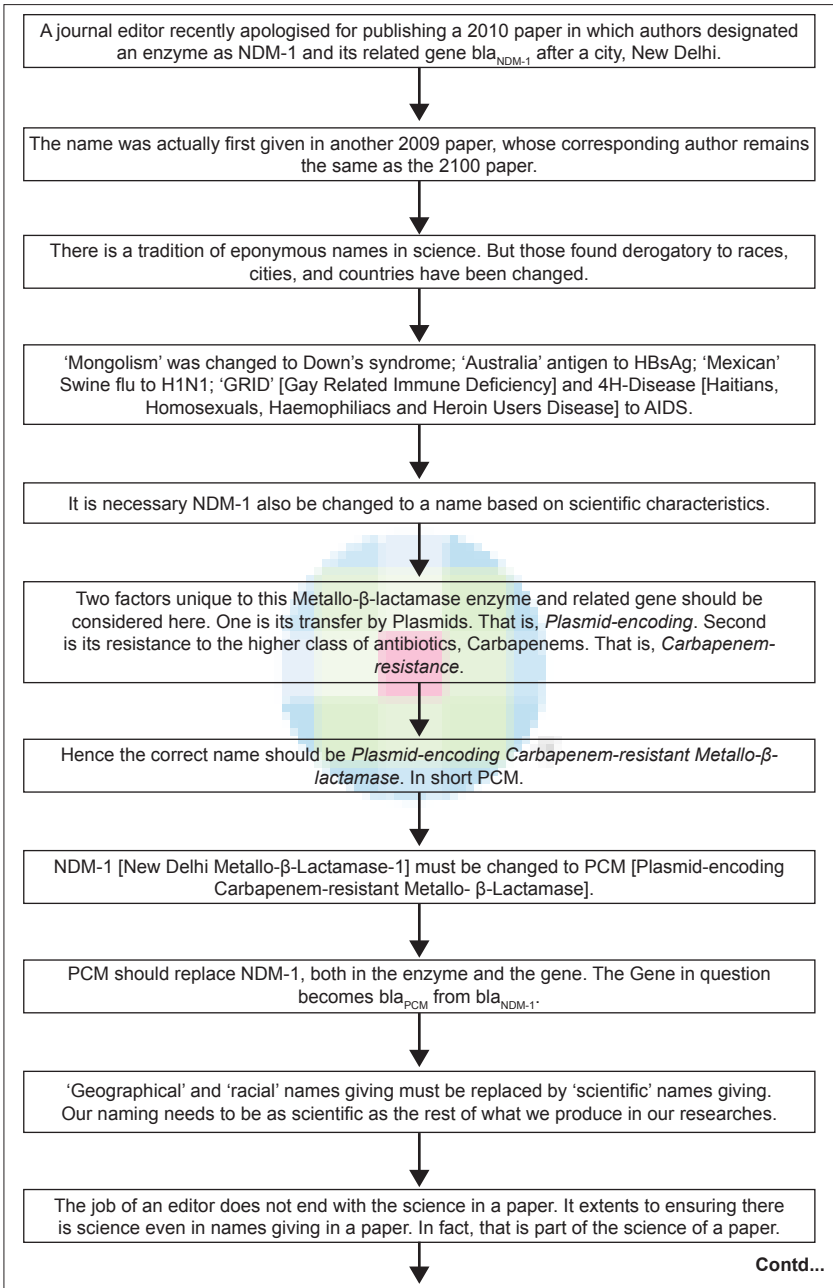 A journal editor recently apologised for publishing a 2010 paper in which authors designated
an enzyme as NDM-1 and its related gene bla_NDM-1 after a city, New Delhi.
The name was actually first given in another 2009 paper, whose corresponding author remains
the same as the 2100 paper.
There is a tradition of eponymous names in science. But those found derogatory to races,
cities, and countries have been changed.
‘Mongolism’ was changed to Down’s syndrome; ‘Australia’ antigen to HBsAg; ‘Mexican’
Swine flu to H1N1; ‘GRID’ [Gay Related Immune Deficiency] and 4H-Disease [Haitians,
Homosexuals, Haemophiliacs and Heroin Users Disease] to AIDS.
It is necessary NDM-1 also be changed to a name based on scientific characteristics.
Two factors unique to this Metallo-β-lactamase enzyme and related gene should be
considered here. One is its transfer by Plasmids. That is, Plasmid-encoding. Second
is its resistance to the higher class of antibiotics, Carbapenems. That is, Carbapenem-
resistance.
Hence the correct name should be Plasmid-encoding Carbapenem-resistant Metallo-β-
lactamase. In short PCM.
NDM-1 [New Delhi Metallo-β-Lactamase-1] must be changed to PCM [Plasmid-encoding
Carbapenem-resistant Metallo- β-Lactamase].
PCM should replace NDM-1, both in the enzyme and the gene. The Gene in question
becomes bla_PCM from bla_NDM-1.
‘Geographical’ and ‘racial’ names giving must be replaced by ‘scientific’ names giving.
Our naming needs to be as scientific as the rest of what we produce in our researches.
The job of an editor does not end with the science in a paper. It extents to ensuring there
is science even in names giving in a paper. In fact, that is part of the science of a paper.
Contd...